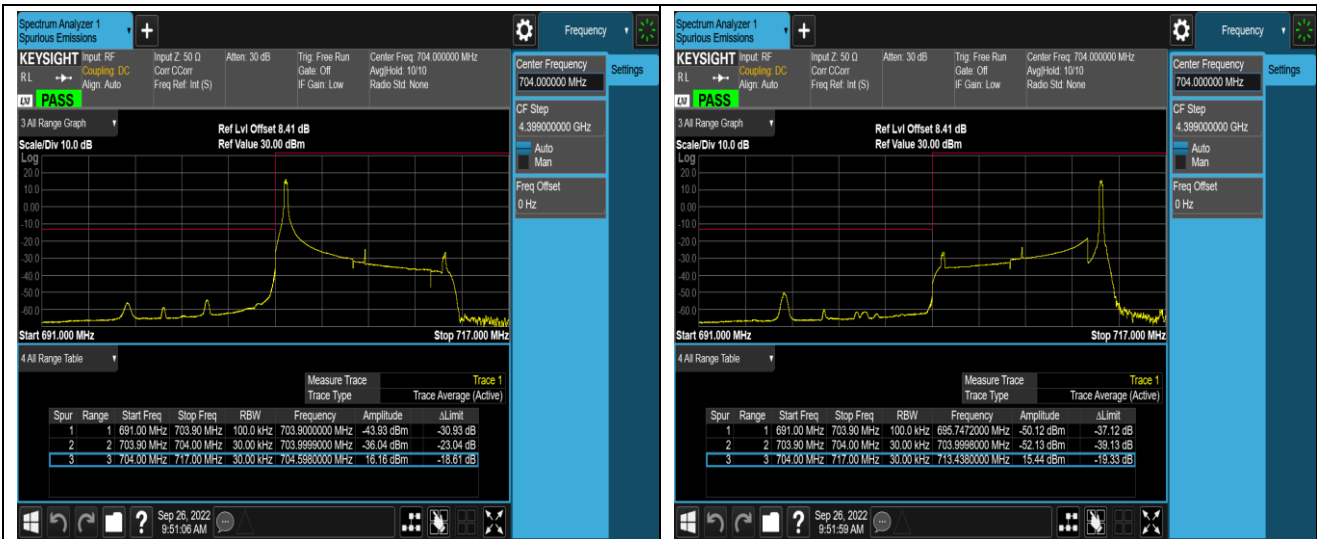 Spectrum Analyzer 1
Spurious Emissions
Frequency
KEYSIGHT
Input: RF
Coupling: DC
Align: Auto
Input Z: 50 Ω
Corr CCorr
Freq Ref: Int (S)
Atten: 30 dB
Trig: Free Run
Gate: Off
IF Gain: Low
Center Freq: 704.000000 MHz
Avg|Hold: 10/10
Radio Std: None
RL
LXI
PASS
Center Frequency
704.000000 MHz
Settings
CF Step
4.399000000 GHz
Auto
Man
Freq Offset
0 Hz
3 All Range Graph
Ref Lvl Offset 8.41 dB
Scale/Div 10.0 dB
Ref Value 30.00 dBm
Log
20.0
10.0
0.00
-10.0
-20.0
-30.0
-40.0
-50.0
-60.0
Start 691.000 MHz
Stop 717.000 MHz
4 All Range Table
Measure Trace Trace 1
Trace Type Trace Average (Active)
Spur Range Start Freq Stop Freq RBW Frequency Amplitude ΔLimit
1 1 691.00 MHz 703.90 MHz 100.0 kHz 703.9000000 MHz -43.93 dBm -30.93 dB
2 2 703.90 MHz 704.00 MHz 30.00 kHz 703.9999000 MHz -36.04 dBm -23.04 dB
3 3 704.00 MHz 717.00 MHz 30.00 kHz 704.5980000 MHz 16.16 dBm -18.61 dB
?
Sep 26, 2022
9:51:06 AM
Spectrum Analyzer 1
Spurious Emissions
Frequency
KEYSIGHT
Input: RF
Coupling: DC
Align: Auto
Input Z: 50 Ω
Corr CCorr
Freq Ref: Int (S)
Atten: 30 dB
Trig: Free Run
Gate: Off
IF Gain: Low
Center Freq: 704.000000 MHz
Avg|Hold: 10/10
Radio Std: None
RL
LXI
PASS
Center Frequency
704.000000 MHz
Settings
CF Step
4.399000000 GHz
Auto
Man
Freq Offset
0 Hz
3 All Range Graph
Ref Lvl Offset 8.41 dB
Scale/Div 10.0 dB
Ref Value 30.00 dBm
Log
20.0
10.0
0.00
-10.0
-20.0
-30.0
-40.0
-50.0
-60.0
Start 691.000 MHz
Stop 717.000 MHz
4 All Range Table
Measure Trace Trace 1
Trace Type Trace Average (Active)
Spur Range Start Freq Stop Freq RBW Frequency Amplitude ΔLimit
1 1 691.00 MHz 703.90 MHz 100.0 kHz 695.7472000 MHz -50.12 dBm -37.12 dB
2 2 703.90 MHz 704.00 MHz 30.00 kHz 703.9998000 MHz -52.13 dBm -39.13 dB
3 3 704.00 MHz 717.00 MHz 30.00 kHz 713.4380000 MHz 15.44 dBm -19.33 dB
?
Sep 26, 2022
9:51:59 AM